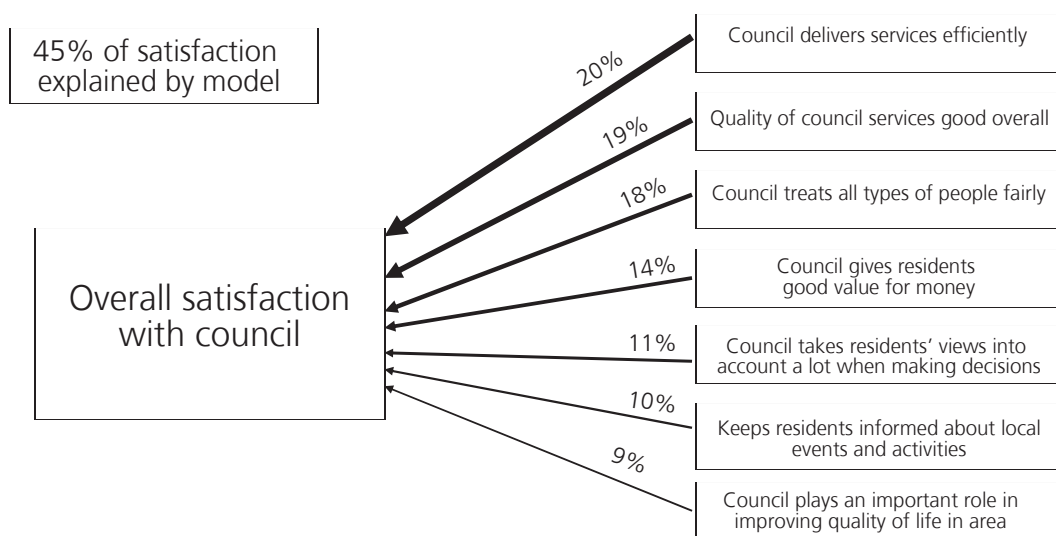 45% of satisfaction
explained by model
20%
Council delivers services efficiently
19%
Quality of council services good overall
18%
Council treats all types of people fairly
Overall satisfaction
with council
14%
Council gives residents
good value for money
11%
Council takes residents’ views into
account a lot when making decisions
10%
Keeps residents informed about local
events and activities
9%
Council plays an important role in
improving quality of life in area